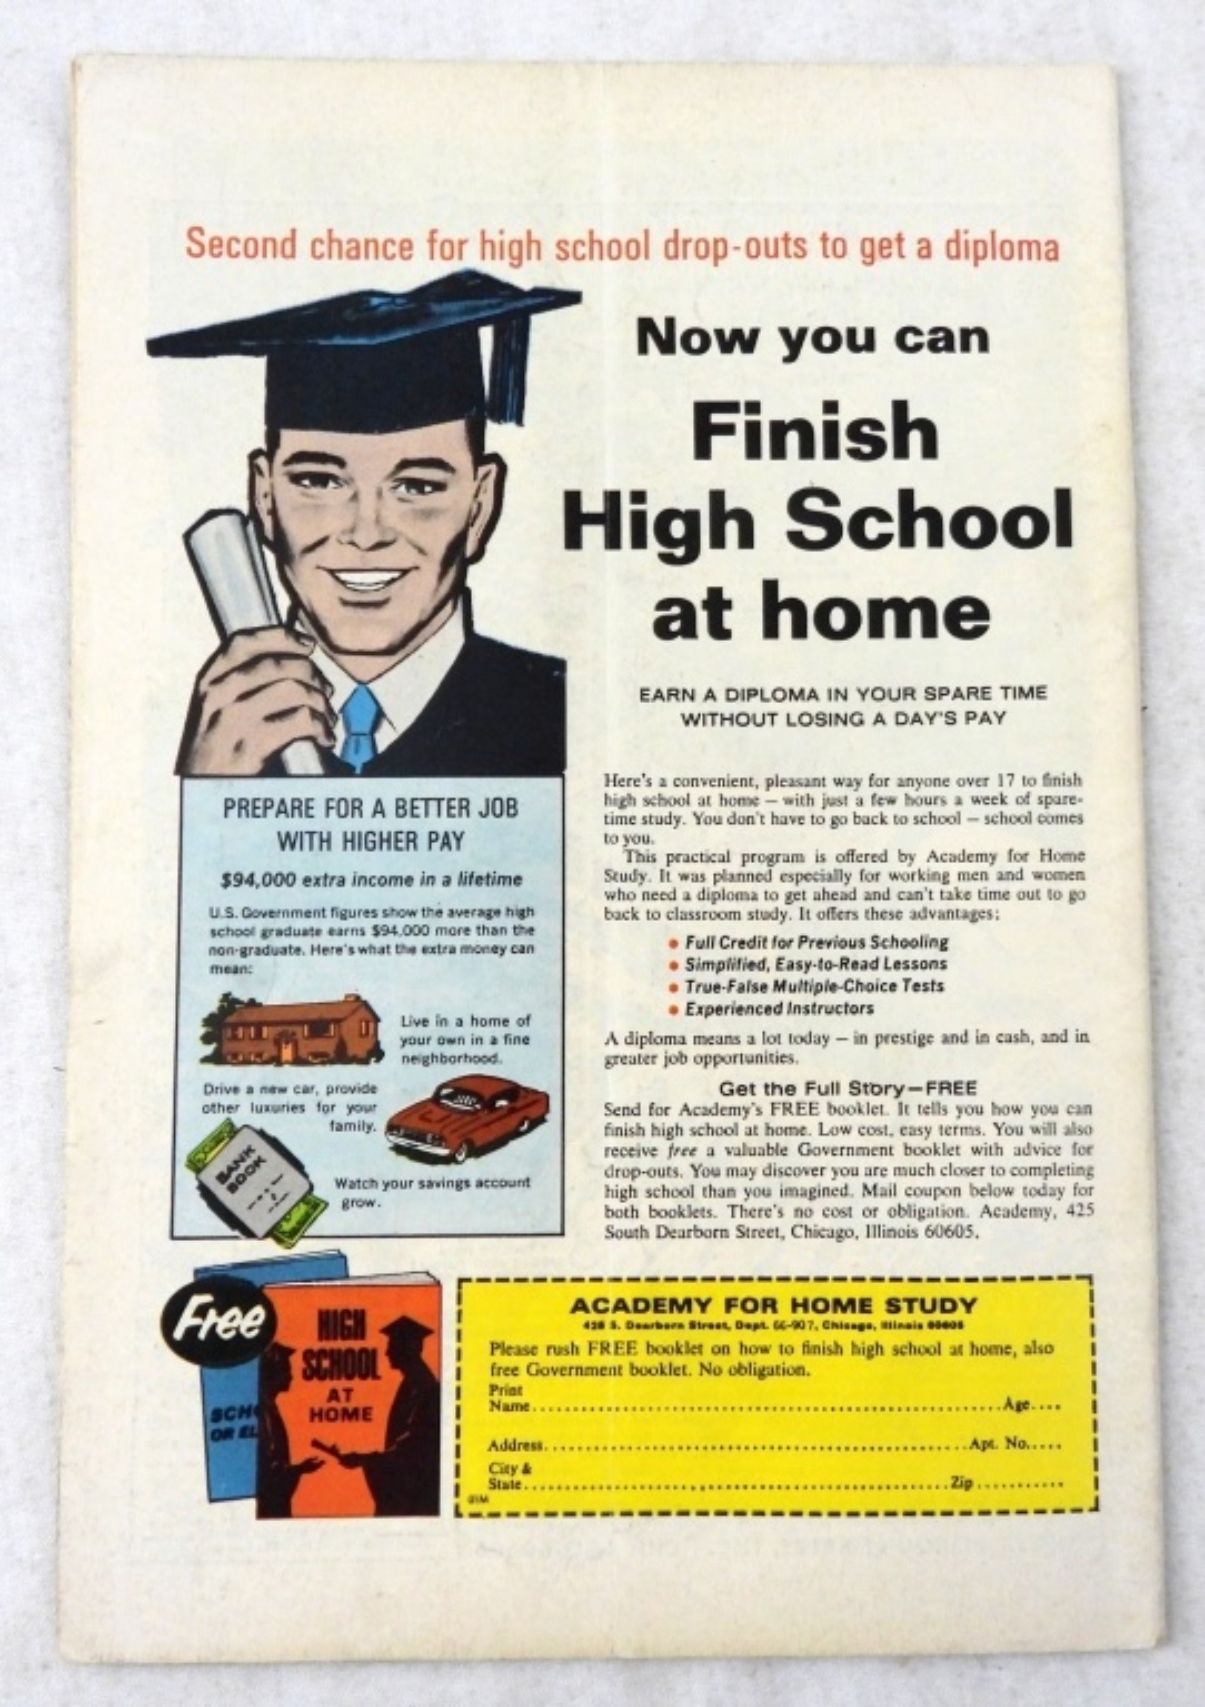 Second chance for high school drop-outs to get a diploma
Now you can
Finish
High School
at home
EARN A DIPLOMA IN YOUR SPARE TIME
WITHOUT LOSING A DAY'S PAY
PREPARE FOR A BETTER JOB
WITH HIGHER PAY
$94,000 extra income in a lifetime
U.S. Government figures show the average high
school graduate earns $94,000 more than the
non-graduate. Here's what the extra money can
mean:
Live in a home of
your own in a fine
neighborhood.
Drive a new car, provide
other luxuries for your
family.
BANK
BOOK
Watch your savings account
grow.
Here's a convenient, pleasant way for anyone over 17 to finish
high school at home — with just a few hours a week of spare-
time study. You don't have to go back to school — school comes
to you.
This practical program is offered by Academy for Home
Study. It was planned especially for working men and women
who need a diploma to get ahead and can't take time out to go
back to classroom study. It offers these advantages:
• Full Credit for Previous Schooling
• Simplified, Easy-to-Read Lessons
• True-False Multiple-Choice Tests
• Experienced Instructors
A diploma means a lot today — in prestige and in cash, and in
greater job opportunities.
Get the Full Story—FREE
Send for Academy's FREE booklet. It tells you how you can
finish high school at home. Low cost, easy terms. You will also
receive free a valuable Government booklet with advice for
drop-outs. You may discover you are much closer to completing
high school than you imagined. Mail coupon below today for
both booklets. There's no cost or obligation. Academy, 425
South Dearborn Street, Chicago, Illinois 60605.
Free
HIGH
SCHOOL
AT
HOME
SCH
OR EL
ACADEMY FOR HOME STUDY
425 S. Dearborn Street, Dept. 66-907, Chicago, Illinois 60605
Please rush FREE booklet on how to finish high school at home, also
free Government booklet. No obligation.
Print
Name Age
Address Apt. No.
City &
State Zip